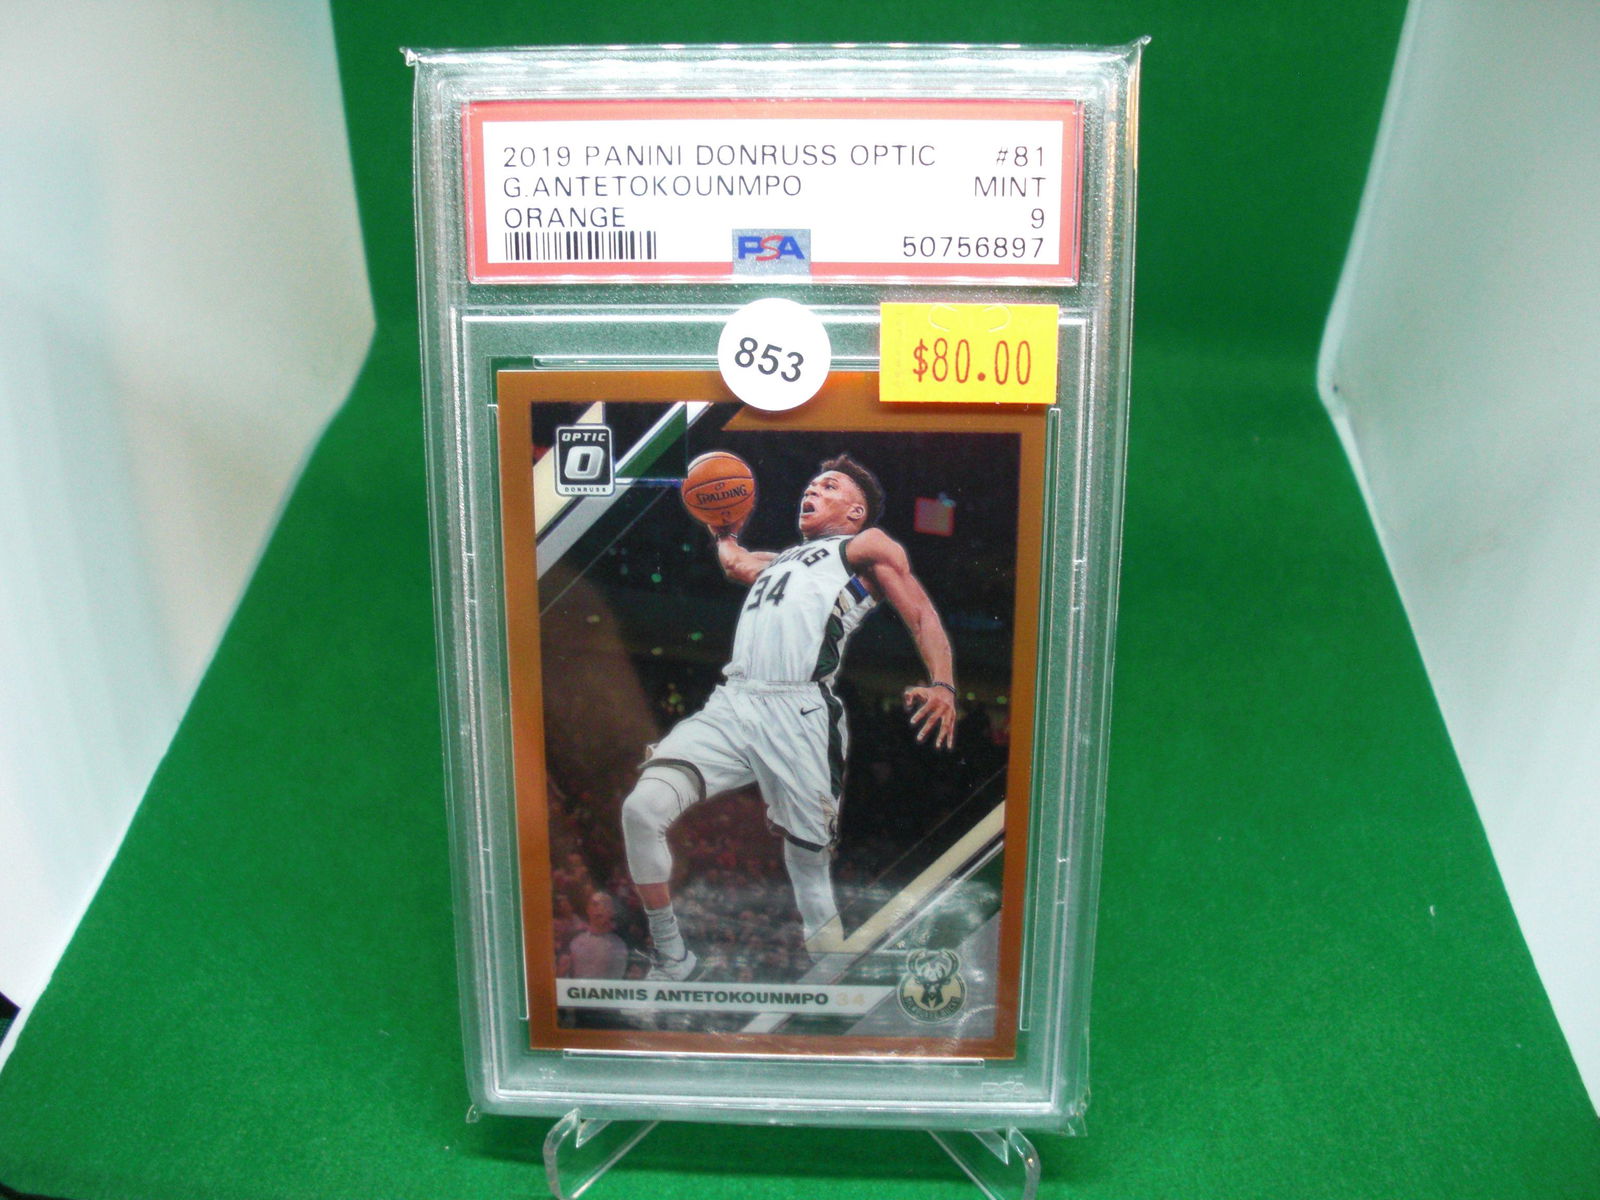 2019 PANINI DONRUSS OPTIC #81
G.ANTETOKOUNMPO MINT
ORANGE 9
PSA 50756897
853
$80.00
OPTIC
O
DONRUSS
SPALDING
34
GIANNIS ANTETOKOUNMPO 34
PSA